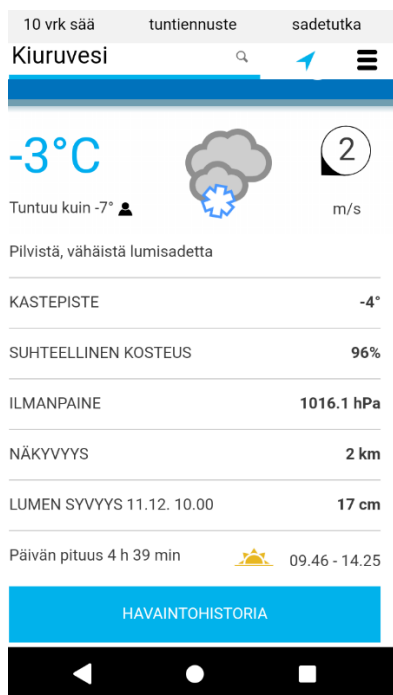 10 vrk sää tuntiennuste sadetutka
Kiuruvesi
-3°C
2
Tuntuu kuin -7° m/s
Pilvistä, vähäistä lumisadetta
KASTEPISTE -4°
SUHTEELLINEN KOSTEUS 96%
ILMANPAINE 1016.1 hPa
NÄKYVYYS 2 km
LUMEN SYVYYS 11.12. 10.00 17 cm
Päivän pituus 4 h 39 min 09.46 - 14.25
HAVAINTOHISTORIA